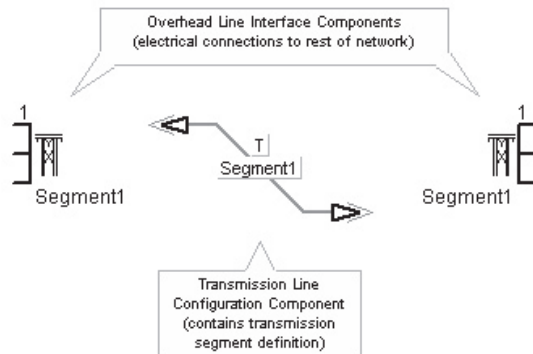 Overhead Line Interface Components
(electrical connections to rest of network)
1
1
T
Segment1
Segment1
Segment1
Transmission Line
Configuration Component
(contains transmission
segment definition)